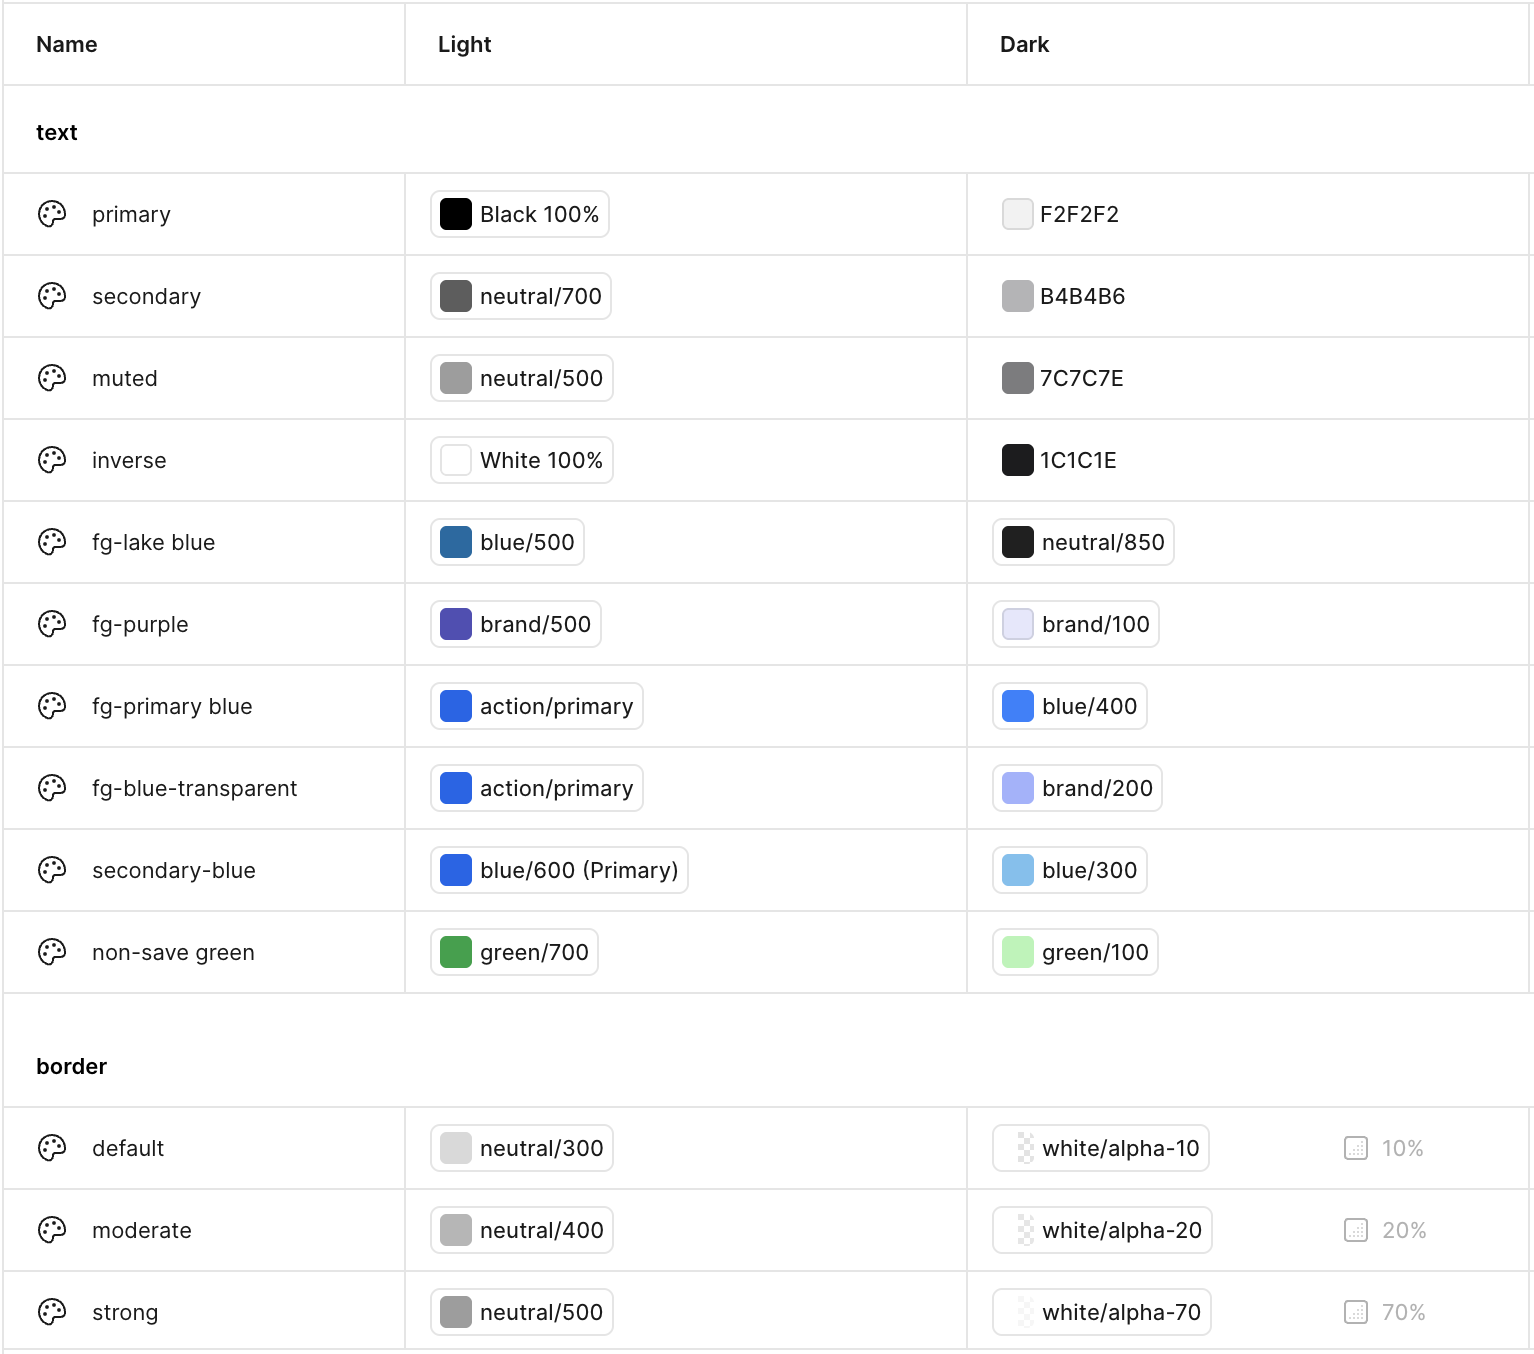 Name Light Dark
text
primary Black 100% F2F2F2
secondary neutral/700 B4B4B6
muted neutral/500 7C7C7E
inverse White 100% 1C1C1E
fg-lake blue blue/500 neutral/850
fg-purple brand/500 brand/100
fg-primary blue action/primary blue/400
fg-blue-transparent action/primary brand/200
secondary-blue blue/600 (Primary) blue/300
non-save green green/700 green/100
border
default neutral/300 white/alpha-10 10%
moderate neutral/400 white/alpha-20 20%
strong neutral/500 white/alpha-70 70%